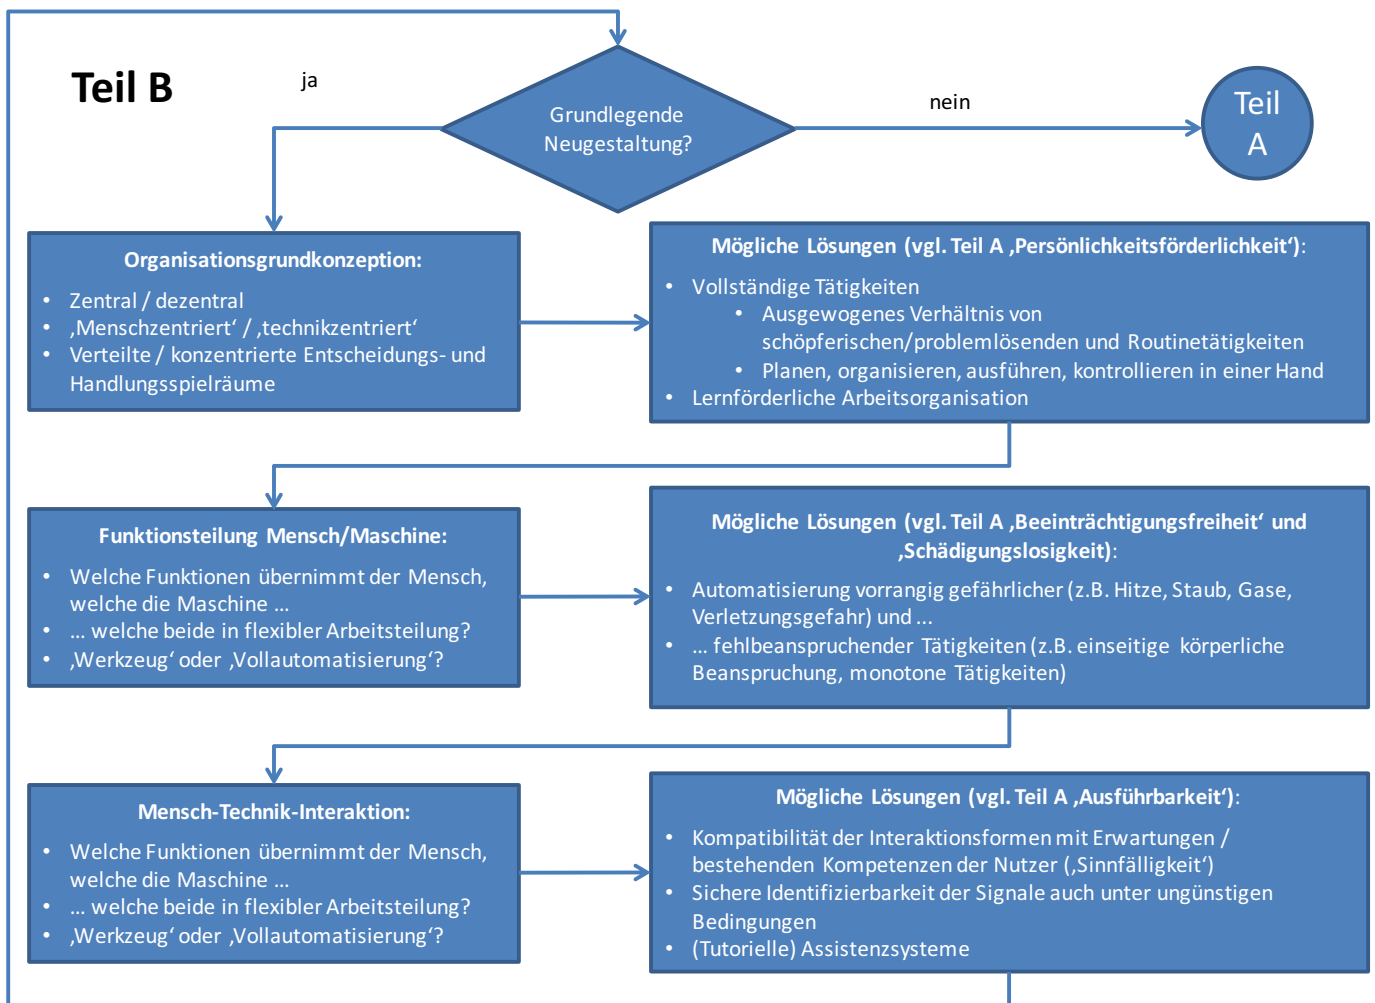 Teil B
ja
Grundlegende
Neugestaltung?
nein
Teil
A
Organisationsgrundkonzeption:
• Zentral / dezentral
• ‚Menschzentriert‘ / ‚technikzentriert‘
• Verteilte / konzentrierte Entscheidungs- und
Handlungsspielräume
Mögliche Lösungen (vgl. Teil A ‚Persönlichkeitsförderlichkeit‘):
• Vollständige Tätigkeiten
• Ausgewogenes Verhältnis von
schöpferischen/problemlösenden und Routinetätigkeiten
• Planen, organisieren, ausführen, kontrollieren in einer Hand
• Lernförderliche Arbeitsorganisation
Funktionsteilung Mensch/Maschine:
• Welche Funktionen übernimmt der Mensch,
welche die Maschine …
• … welche beide in flexibler Arbeitsteilung?
• ‚Werkzeug‘ oder ‚Vollautomatisierung‘?
Mögliche Lösungen (vgl. Teil A ‚Beeinträchtigungsfreiheit‘ und
‚Schädigungslosigkeit):
• Automatisierung vorrangig gefährlicher (z.B. Hitze, Staub, Gase,
Verletzungsgefahr) und …
• … fehlbeanspruchender Tätigkeiten (z.B. einseitige körperliche
Beanspruchung, monotone Tätigkeiten)
Mensch-Technik-Interaktion:
• Welche Funktionen übernimmt der Mensch,
welche die Maschine …
• … welche beide in flexibler Arbeitsteilung?
• ‚Werkzeug‘ oder ‚Vollautomatisierung‘?
Mögliche Lösungen (vgl. Teil A ‚Ausführbarkeit‘):
• Kompatibilität der Interaktionsformen mit Erwartungen /
bestehenden Kompetenzen der Nutzer (‚Sinnfälligkeit‘)
• Sichere Identifizierbarkeit der Signale auch unter ungünstigen
Bedingungen
• (Tutorielle) Assistenzsysteme